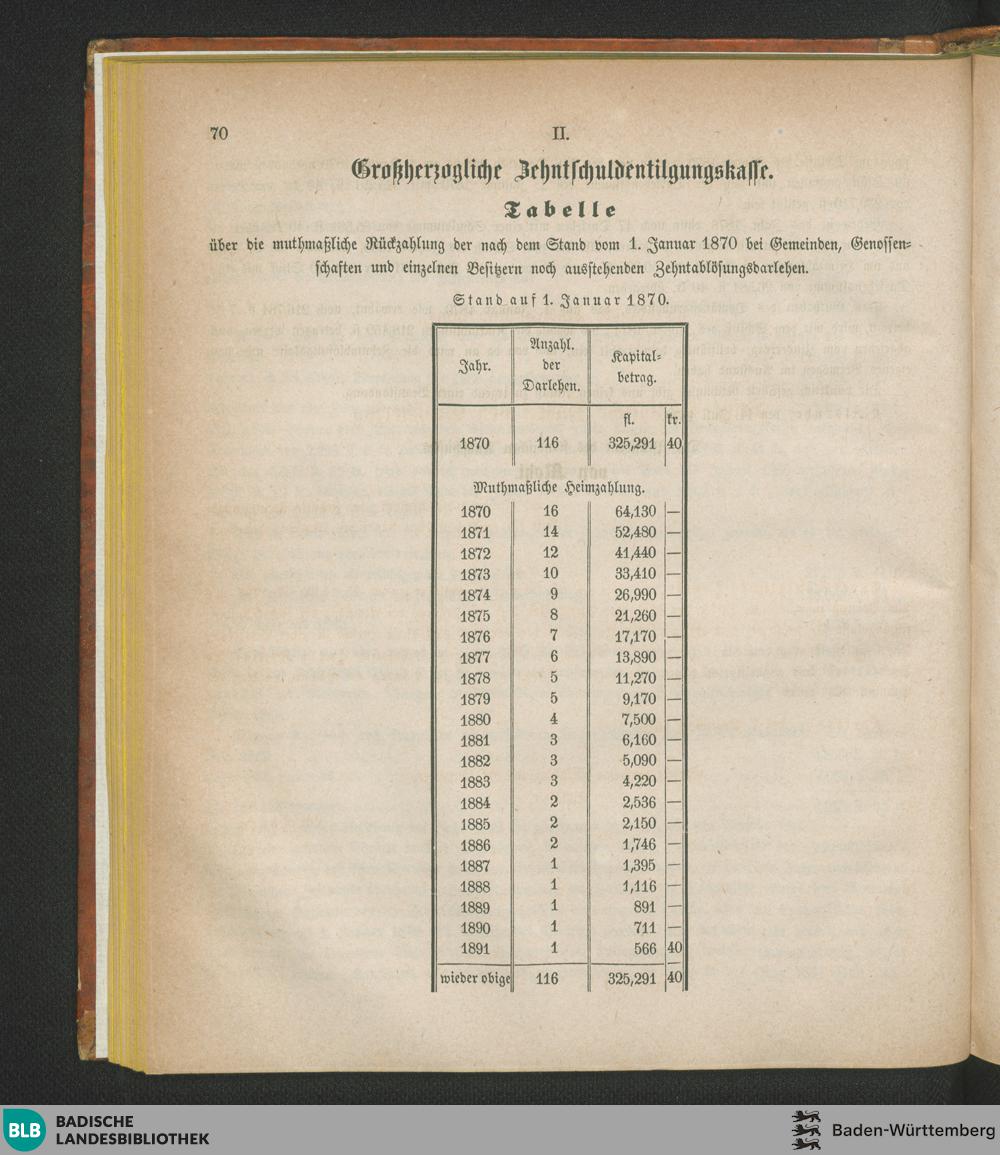 70
II.
Großherzogliche Zehntschuldentilgungskasse.
Tabelle
über die muthmaßliche Rückzahlung der nach dem Stand vom 1. Januar 1870 bei Gemeinden, Genossen=
schaften und einzelnen Besitzern noch ausstehenden Zehntablösungsdarlehen.
Stand auf 1. Januar 1870.
Jahr. Anzahl. der Darlehen. Kapital= betrag.
fl. kr.
1870 116 325,291 40
Muthmaßliche Heimzahlung.
1870 16 64,130 —
1871 14 52,480 —
1872 12 41,440 —
1873 10 33,410 —
1874 9 26,990 —
1875 8 21,260 —
1876 7 17,170 —
1877 6 13,890 —
1878 5 11,270 —
1879 5 9,170 —
1880 4 7,500 —
1881 3 6,160 —
1882 3 5,090 —
1883 3 4,220 —
1884 2 2,536 —
1885 2 2,150 —
1886 2 1,746 —
1887 1 1,395 —
1888 1 1,116 —
1889 1 891 —
1890 1 711 —
1891 1 566 40
wieder obige 116 325,291 40
BLB BADISCHE
LANDESBIBLIOTHEK
Baden-Württemberg